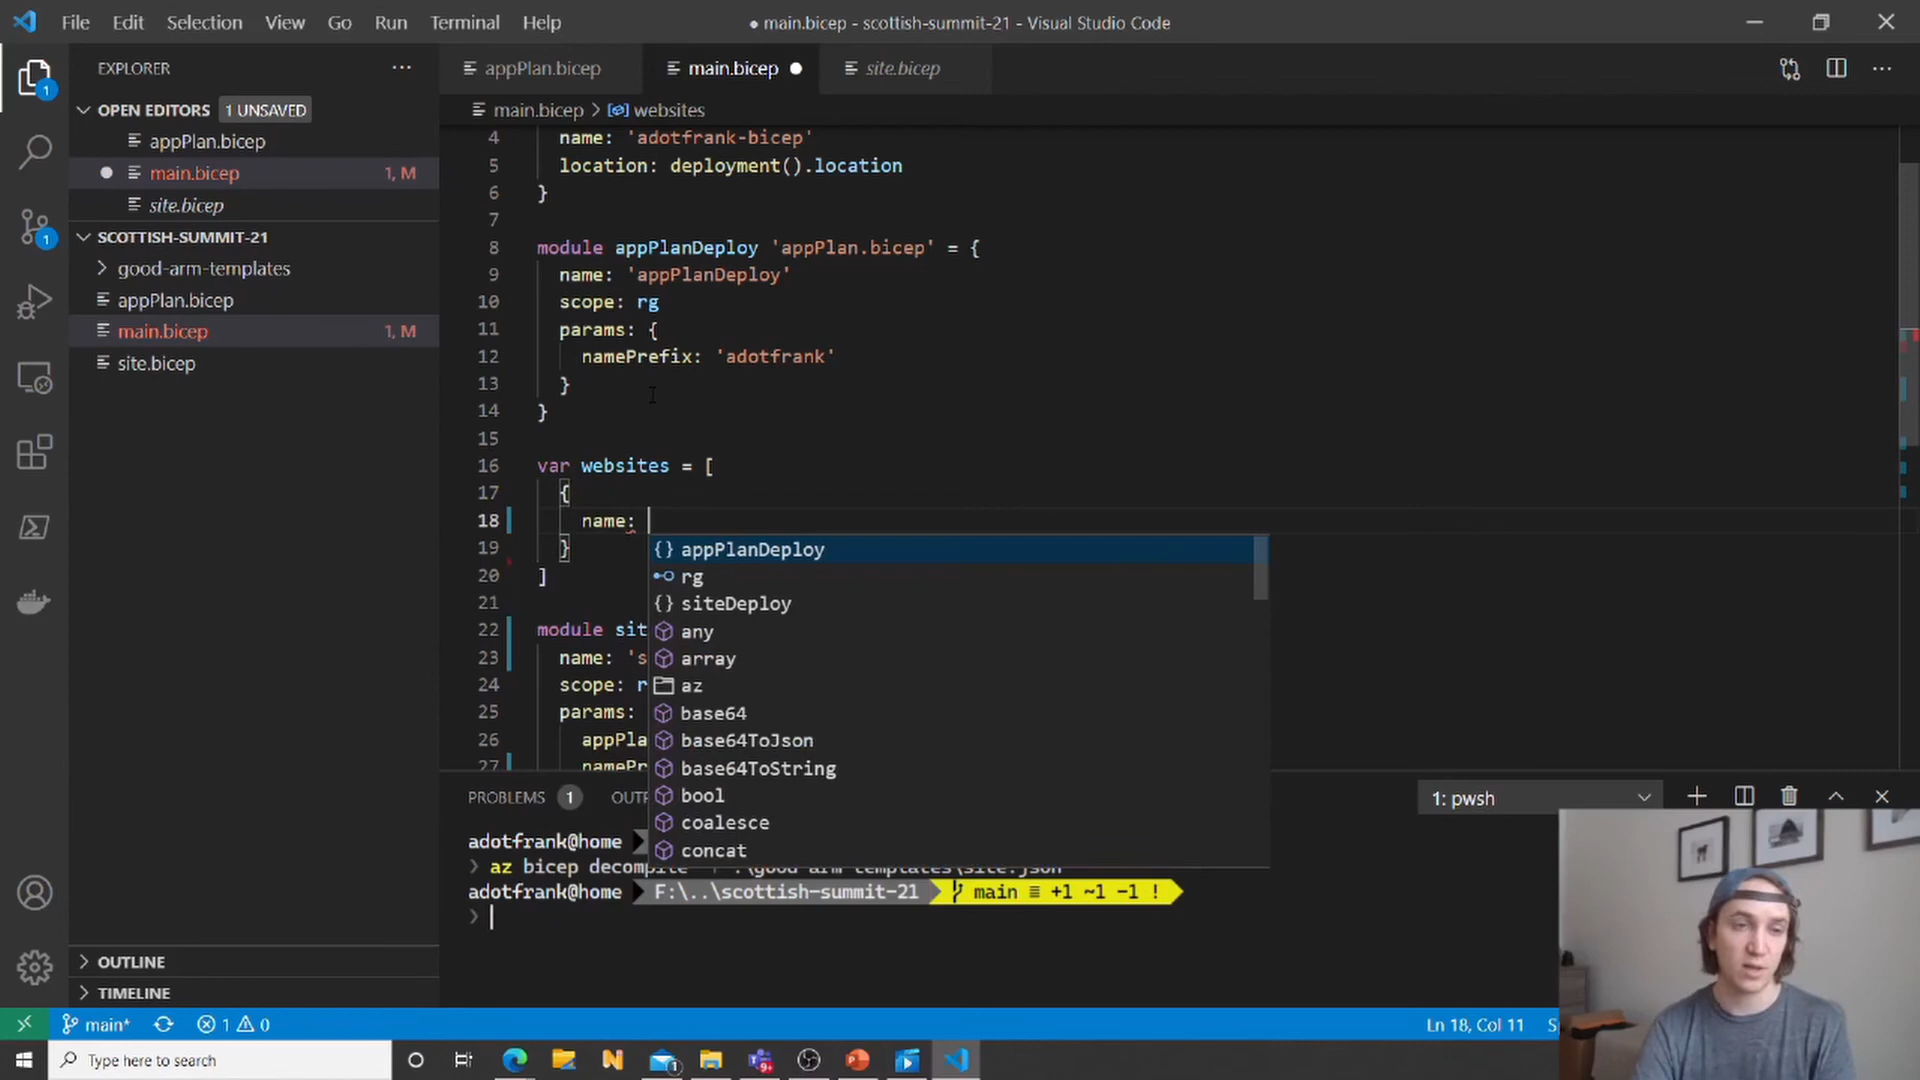 File Edit Selection View Go Run Terminal Help
● main.bicep - scottish-summit-21 - Visual Studio Code
EXPLORER
OPEN EDITORS 1 UNSAVED
appPlan.bicep
main.bicep 1, M
site.bicep
SCOTTISH-SUMMIT-21
good-arm-templates
appPlan.bicep
main.bicep 1, M
site.bicep
OUTLINE
TIMELINE
1
1
appPlan.bicep main.bicep site.bicep
main.bicep > websites
4 name: 'adotfrank-bicep'
5 location: deployment().location
6 }
7
8 module appPlanDeploy 'appPlan.bicep' = {
9 name: 'appPlanDeploy'
10 scope: rg
11 params: {
12 namePrefix: 'adotfrank'
13 }
14 }
15
16 var websites = [
17 {
18 name:
19 }
20 ]
21
22 module sit
23 name: 's
24 scope: r
25 params:
26 appPla
27 namePr
{} appPlanDeploy
rg
{} siteDeploy
any
array
az
base64
base64ToJson
base64ToString
bool
coalesce
concat
PROBLEMS 1 OUTP
1: pwsh
adotfrank@home
❯ az bicep decompile
adotfrank@home F:\..\scottish-summit-21 main ≡ +1 ~1 -1 !
❯
main* 1 0
Ln 18, Col 11 S
Type here to search